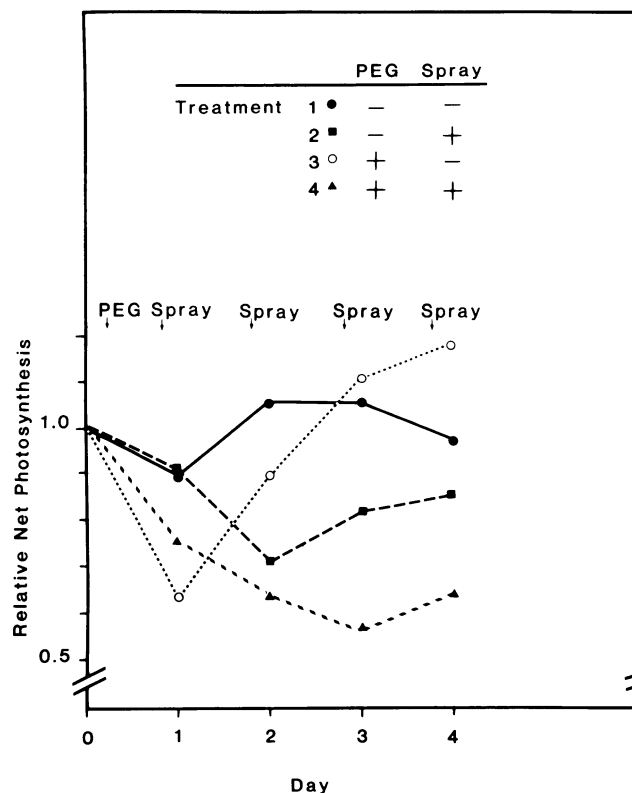 PEG Spray
Treatment 1 ● − −
2 ■ − +
3 ○ + −
4 ▲ + +
PEG Spray Spray Spray Spray
Relative Net Photosynthesis
1.0
0.5
0 1 2 3 4
Day